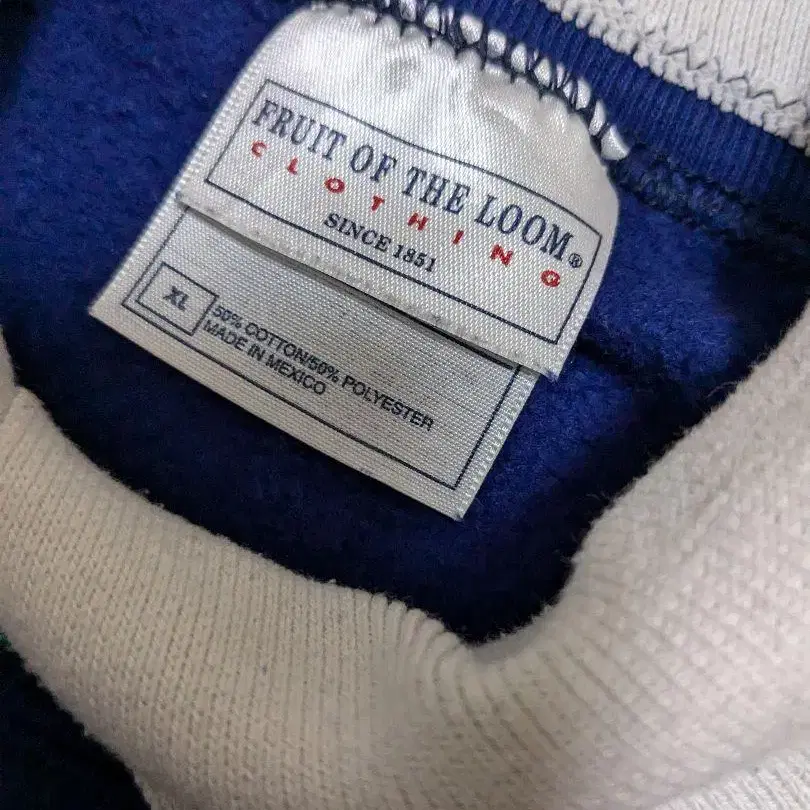 FRUIT OF THE LOOM®
CLOTHING
SINCE 1851
XL
50% COTTON/50% POLYESTER
MADE IN MEXICO